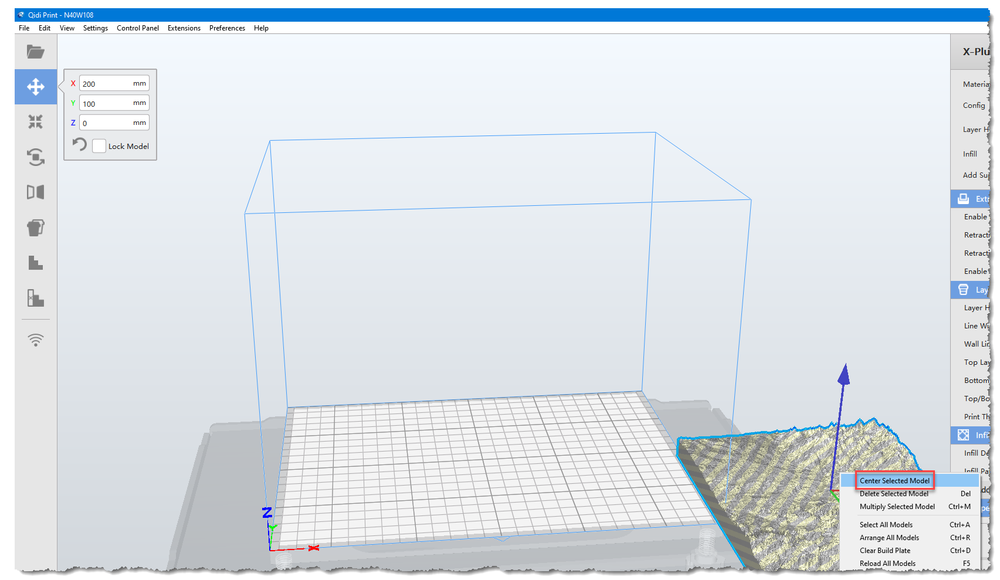 Qidi Print - N40W108
File Edit View Settings Control Panel Extensions Preferences Help
X 200 mm
Y 100 mm
Z 0 mm
Lock Model
Z
Y
X
X-Plu
Materia
Config
Layer H
Infill
Add Su
Ext
Enable
Retract
Retract
Enable
Lay
Layer H
Line Wi
Wall Li
Top Lay
Bottom
Top/Bo
Print Th
Infi
Infill De
Infill Pa
Center Selected Model
Delete Selected Model Del
Multiply Selected Model Ctrl+M
Select All Models Ctrl+A
Arrange All Models Ctrl+R
Clear Build Plate Ctrl+D
Reload All Models F5